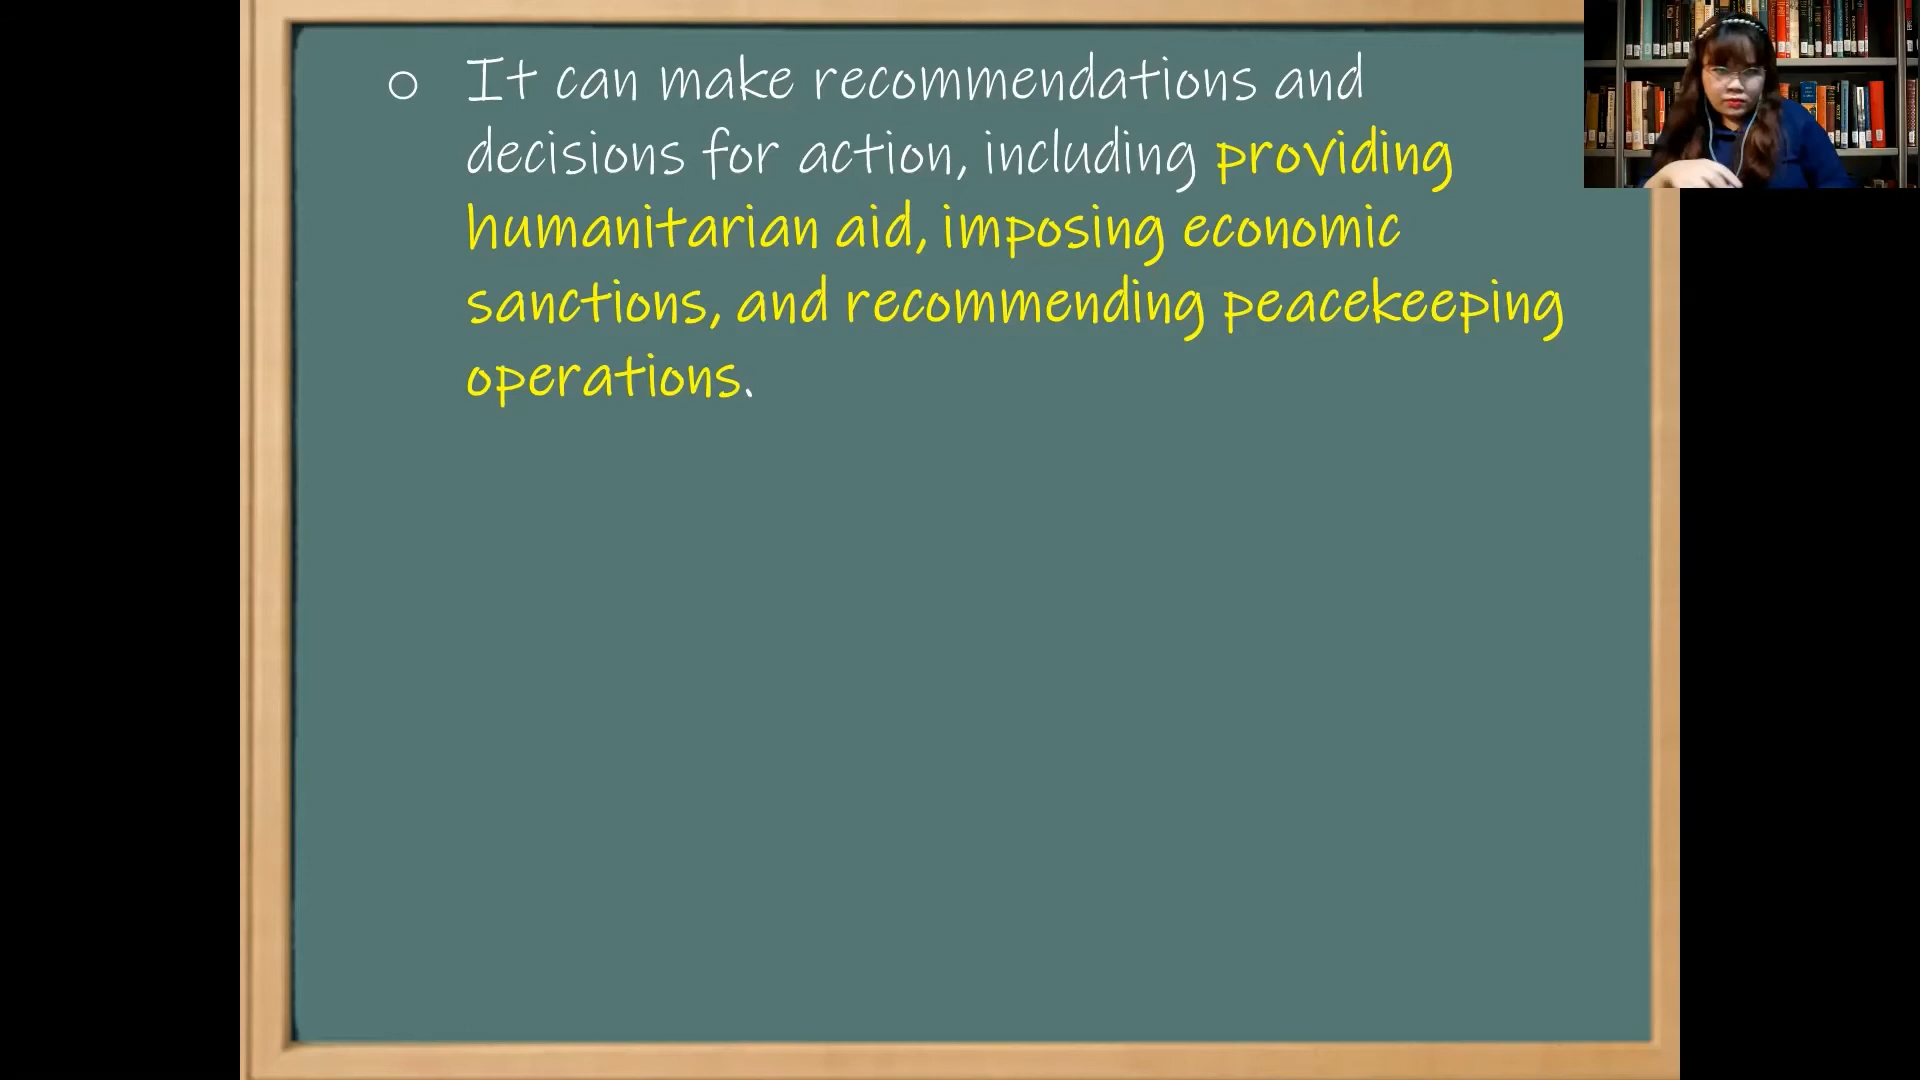 ○ It can make recommendations and
decisions for action, including providing
humanitarian aid, imposing economic
sanctions, and recommending peacekeeping
operations.